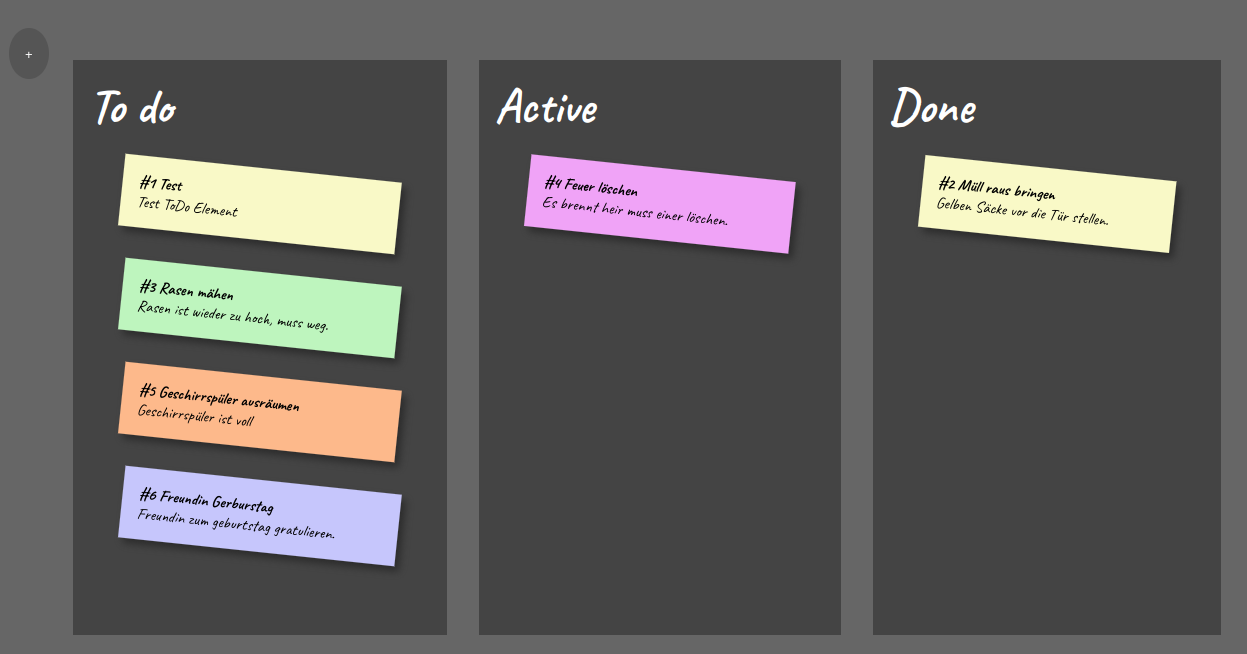 +
To do
#1 Test
Test ToDo Element
#3 Rasen mähen
Rasen ist wieder zu hoch, muss weg.
#5 Geschirrspüler ausräumen
Geschirrspüler ist voll
#6 Freundin Gerburstag
Freundin zum geburtstag gratulieren.
Active
#4 Feuer löschen
Es brennt heir muss einer löschen.
Done
#2 Müll raus bringen
Gelben Säcke vor die Tür stellen.